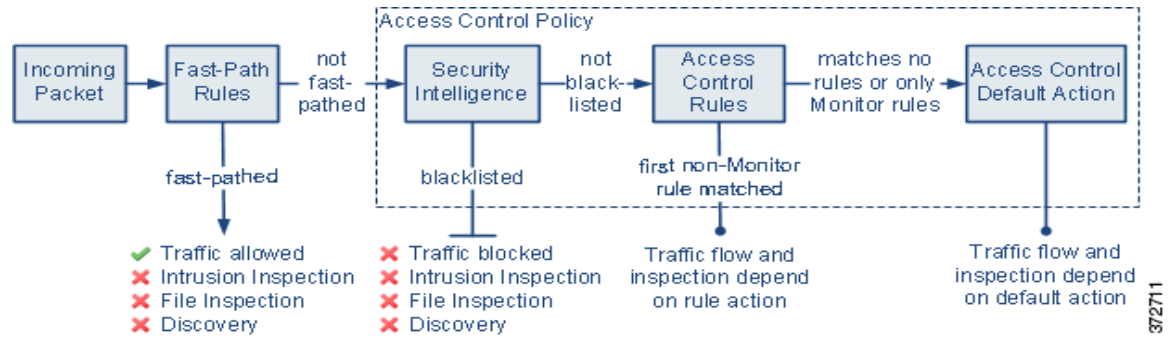 Access Control Policy
Incoming
Packet
Fast-Path
Rules
not
fast-
pathed
Security
Intelligence
not
black-
listed
Access
Control
Rules
matches no
rules or only
Monitor rules
Access Control
Default Action
fast-pathed
blacklisted
first non-Monitor
rule matched
Traffic allowed
Intrusion Inspection
File Inspection
Discovery
Traffic blocked
Intrusion Inspection
File Inspection
Discovery
Traffic flow and
inspection depend
on rule action
Traffic flow and
inspection depend
on default action
372711